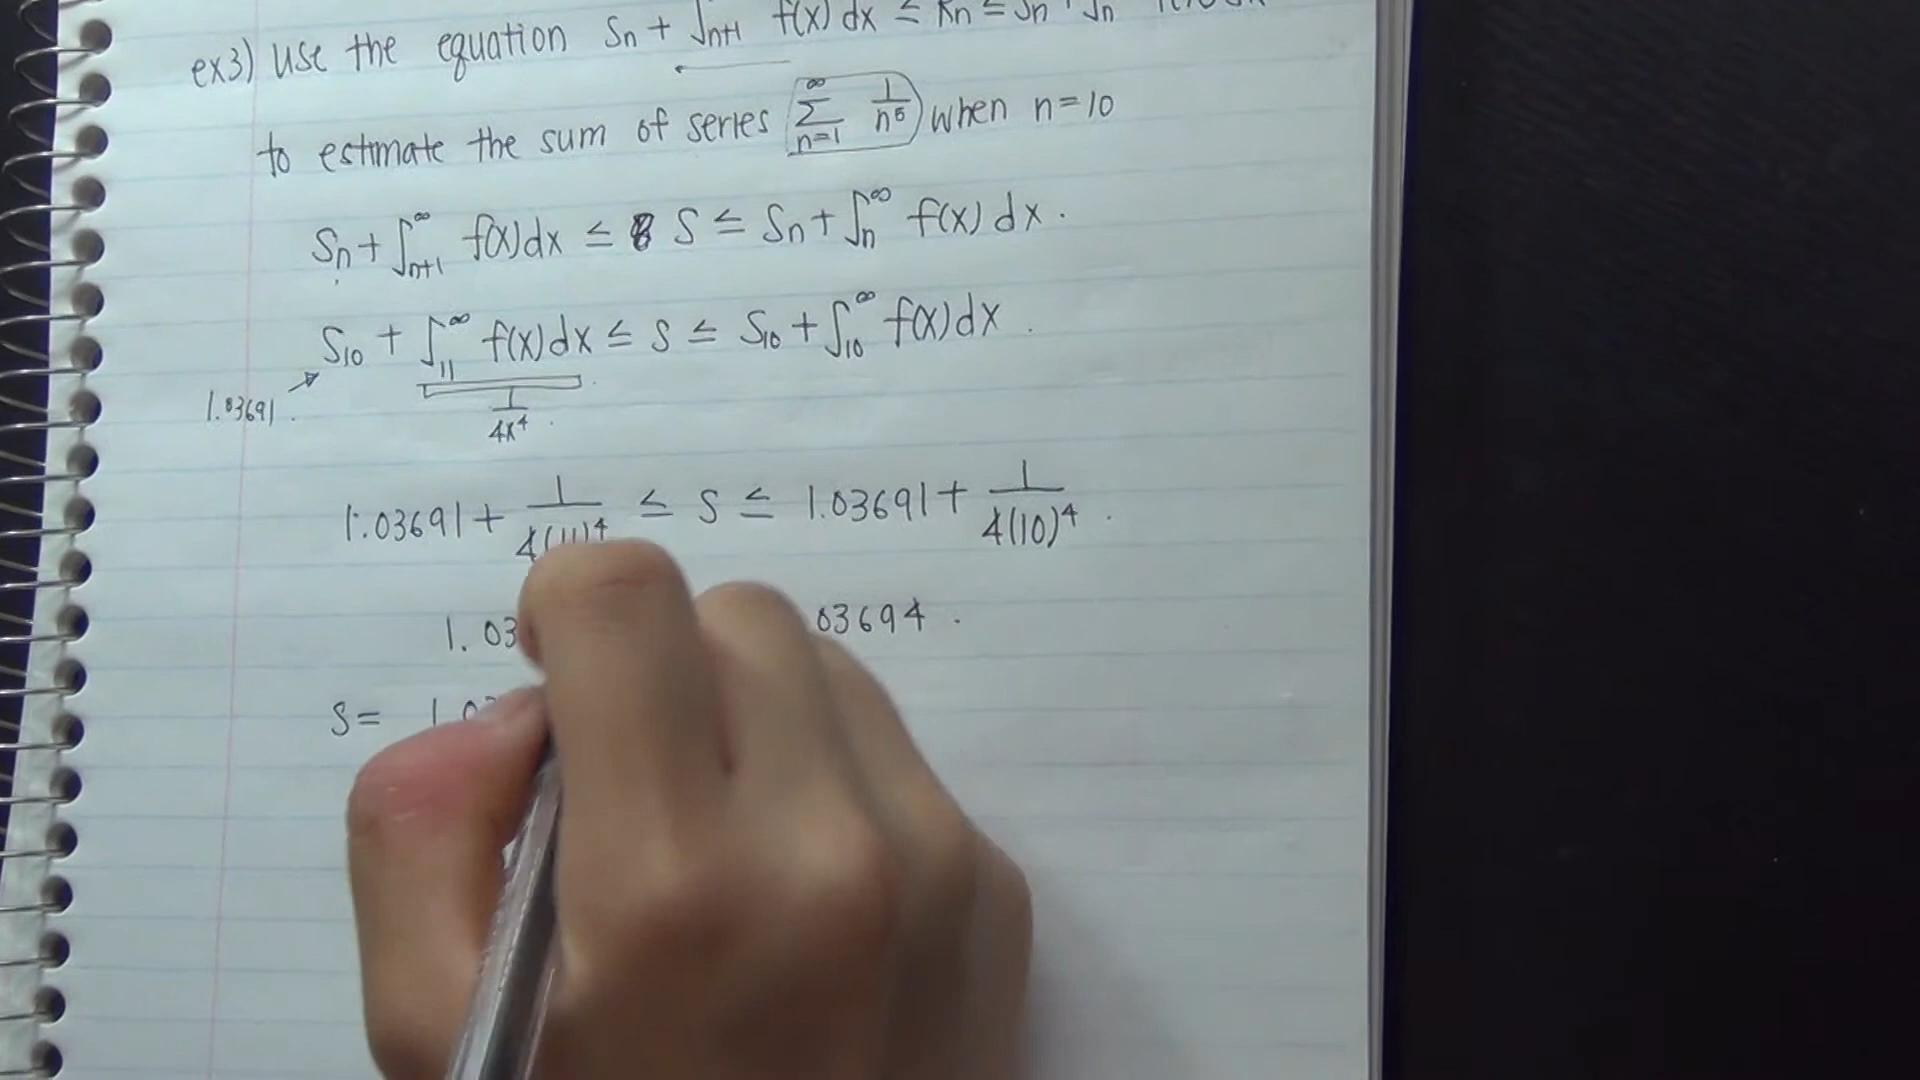 ex3) Use the equation Sn + ∫n+1 f(x) dx ≤ Rn ≤ Sn + ∫n
to estimate the sum of series ∞ Σ n=1 1/n⁵ when n=10
Sn + ∫n+1^∞ f(x)dx ≤ S ≤ Sn + ∫n^∞ f(x)dx.
S10 + ∫11^∞ f(x)dx ≤ S ≤ S10 + ∫10^∞ f(x)dx.
1.03691.
1/4x⁴.
1.03691 + 1/4(11)⁴ ≤ S ≤ 1.03691 + 1/4(10)⁴.
1.03 03694.
S = 1.03